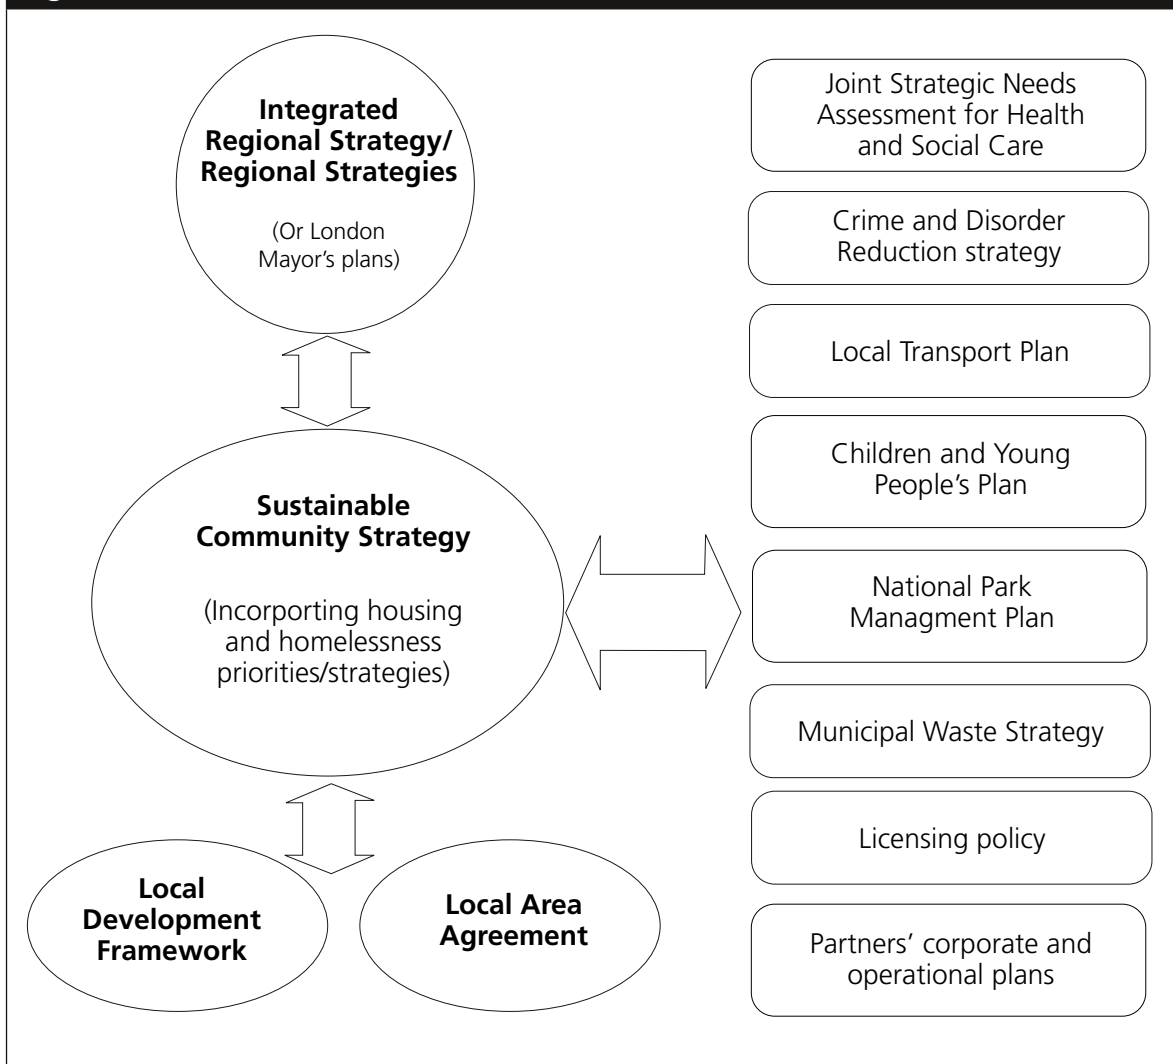 Integrated
Regional Strategy/
Regional Strategies
(Or London
Mayor’s plans)
Sustainable
Community Strategy
(Incorporating housing
and homelessness
priorities/strategies)
Local
Development
Framework
Local Area
Agreement
Joint Strategic Needs
Assessment for Health
and Social Care
Crime and Disorder
Reduction strategy
Local Transport Plan
Children and Young
People’s Plan
National Park
Managment Plan
Municipal Waste Strategy
Licensing policy
Partners’ corporate and
operational plans